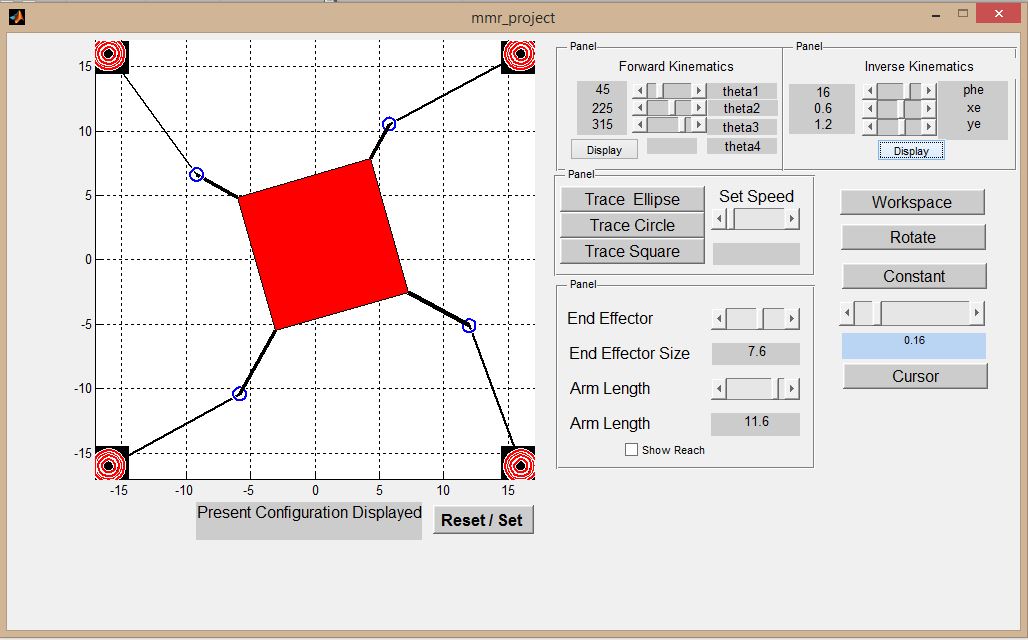 mmr_project
15
10
5
0
-5
-10
-15
-15 -10 -5 0 5 10 15
Present Configuration Displayed
Reset / Set
Panel
Forward Kinematics
45 theta1
225 theta2
315 theta3
Display theta4
Panel
Inverse Kinematics
16 phe
0.6 xe
1.2 ye
Display
Panel
Trace Ellipse
Trace Circle
Trace Square
Set Speed
Workspace
Rotate
Constant
0.16
Cursor
Panel
End Effector
End Effector Size 7.6
Arm Length
Arm Length 11.6
Show Reach